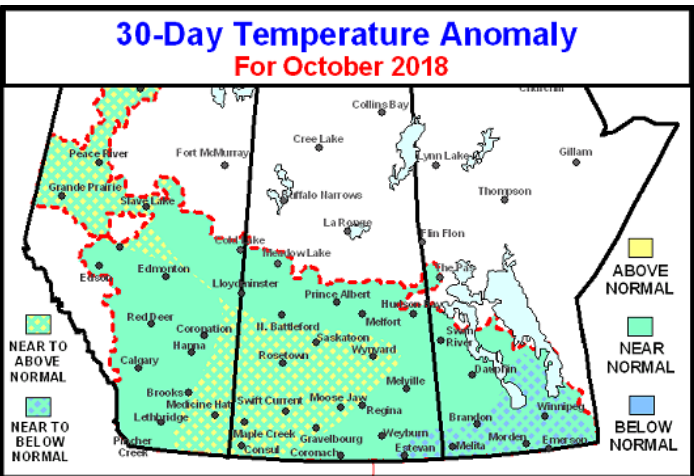 30-Day Temperature Anomaly
For October 2018
Collins Bay
Cree Lake
Peace River
Fort McMurray
Lynn Lake
Gillam
Grande Prairie
Buffalo Narrows
Thompson
Slave Lake
La Ronge
Flin Flon
Cold Lake
Meadow Lake
Edson
Edmonton
The Pas
ABOVE
NORMAL
Lloydminster
Prince Albert
Hudson Bay
Red Deer
Melfort
N. Battleford
Coronation
Saskatoon
Swan
River
NEAR TO
ABOVE
NORMAL
Hanna
Rosetown
Wynyard
NEAR
NORMAL
Calgary
Dauphin
Melville
Brooks
Medicine Hat
Swift Current
Moose Jaw
Regina
Winnipeg
Lethbridge
Brandon
BELOW
NORMAL
NEAR TO
BELOW
NORMAL
Pincher
Creek
Maple Creek
Gravelbourg
Weyburn
Morden
Emerson
Consul
Coronach
Estevan
Melita